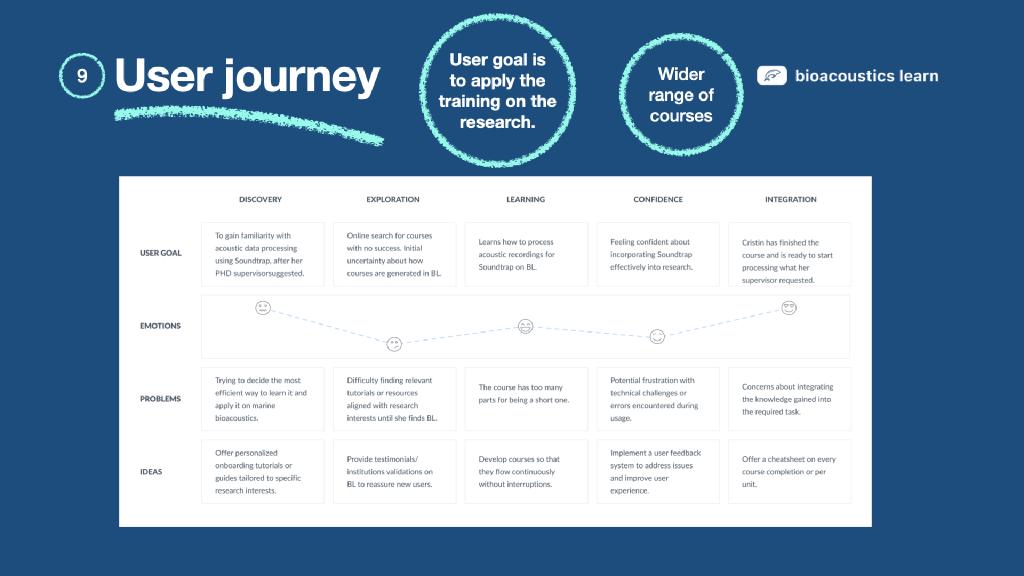 9
User journey
User goal is
to apply the
training on the
research.
Wider
range of
courses
bioacoustics learn
DISCOVERY
EXPLORATION
LEARNING
CONFIDENCE
INTEGRATION
USER GOAL
To gain familiarity with
acoustic data processing
using Soundtrap, after her
PHD supervisorsuggested.
Online search for courses
with no success. Initial
uncertainty about how
courses are generated in BL.
Learns how to process
acoustic recordings for
Soundtrap on BL.
Feeling confident about
incorporating Soundtrap
effectively into research.
Cristin has finished the
course and is ready to start
processing what her
supervisor requested.
EMOTIONS
PROBLEMS
Trying to decide the most
efficient way to learn it and
apply it on marine
bioacoustics.
Difficulty finding relevant
tutorials or resources
aligned with research
interests until she finds BL.
The course has too many
parts for being a short one.
Potential frustration with
technical challenges or
errors encountered during
usage.
Concerns about integrating
the knowledge gained into
the required task.
IDEAS
Offer personalized
onboarding tutorials or
guides tailored to specific
research interests.
Provide testimonials/
institutions validations on
BL to reassure new users.
Develop courses so that
they flow continuously
without interruptions.
Implement a user feedback
system to address issues
and improve user
experience.
Offer a cheatsheet on every
course completion or per
unit.